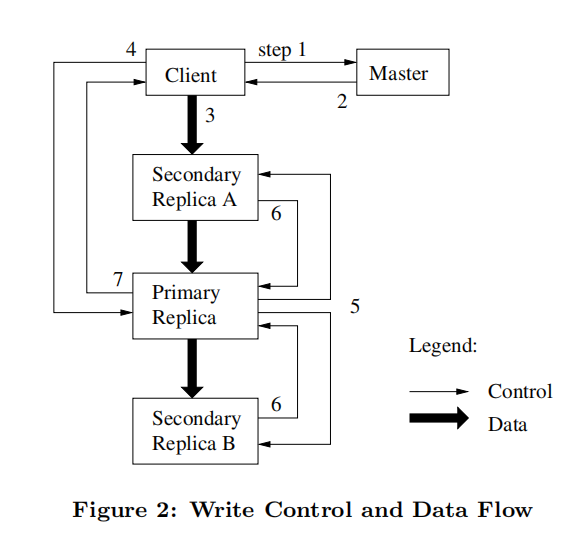 4
step 1
Client
Master
2
3
Secondary
Replica A
6
7
Primary
Replica
5
Legend:
6
Control
Secondary
Replica B
Data
Figure 2: Write Control and Data Flow